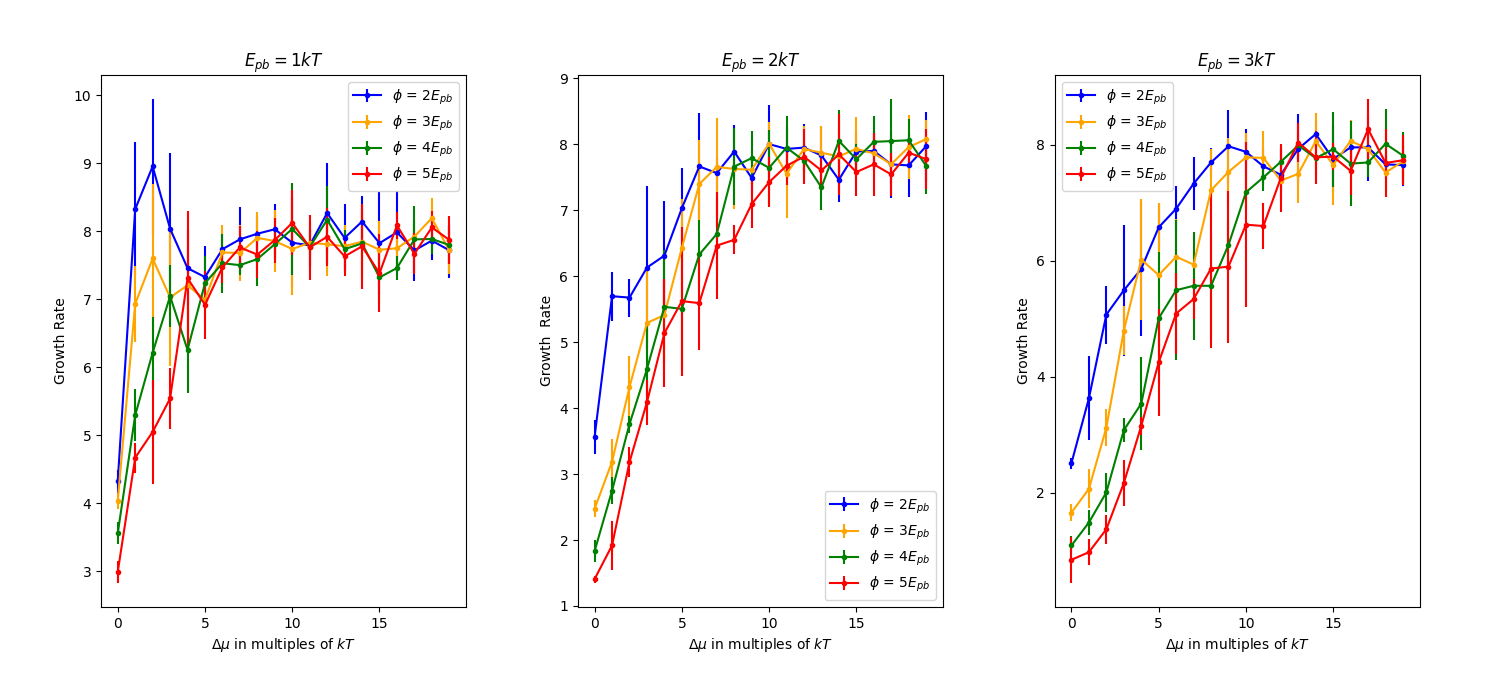 E_pb = 1kT
10
9
8
7
6
5
4
3
Growth Rate
ϕ = 2E_pb
ϕ = 3E_pb
ϕ = 4E_pb
ϕ = 5E_pb
0 5 10 15
Δμ in multiples of kT
E_pb = 2kT
9
8
7
6
5
4
3
2
1
Growth Rate
ϕ = 2E_pb
ϕ = 3E_pb
ϕ = 4E_pb
ϕ = 5E_pb
0 5 10 15
Δμ in multiples of kT
E_pb = 3kT
8
6
4
2
Growth Rate
ϕ = 2E_pb
ϕ = 3E_pb
ϕ = 4E_pb
ϕ = 5E_pb
0 5 10 15
Δμ in multiples of kT